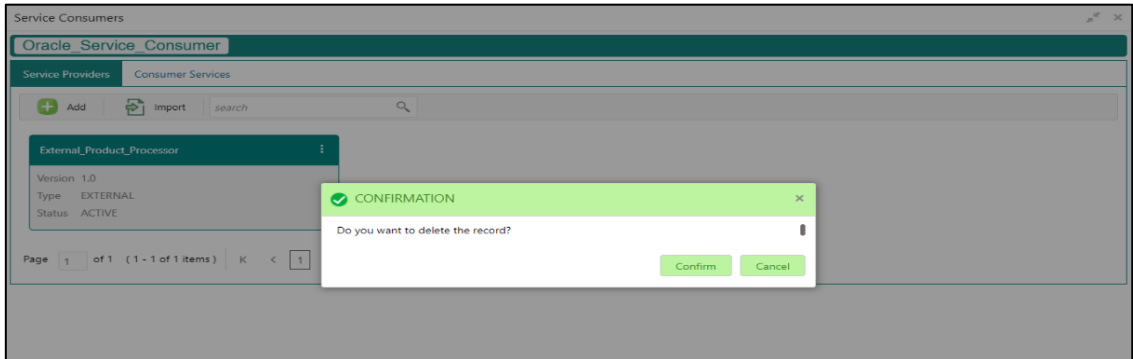 Service Consumers
Oracle_Service_Consumer
Service Providers Consumer Services
Add Import search
External_Product_Processor
Version 1.0
Type EXTERNAL
Status ACTIVE
CONFIRMATION
Do you want to delete the record?
Confirm Cancel
Page 1 of 1 (1 - 1 of 1 items) K < 1